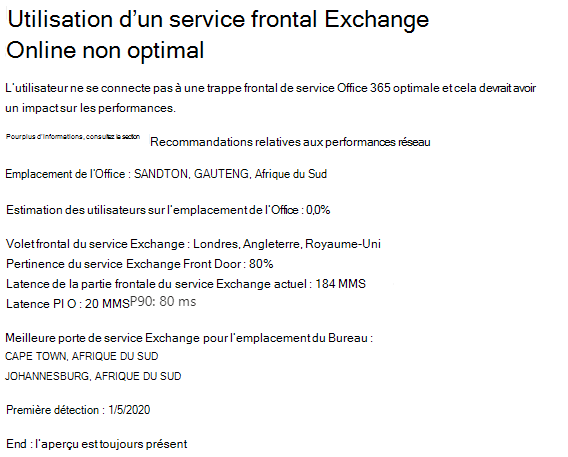 Utilisation d'un service frontal Exchange
Online non optimal
L'utilisateur ne se connecte pas à une trappe frontal de service Office 365 optimale et cela devrait avoir
un impact sur les performances.
Pour plus d'informations, consultez la section Recommandations relatives aux performances réseau
Emplacement de l'Office : SANDTON, GAUTENG, Afrique du Sud
Estimation des utilisateurs sur l'emplacement de l'Office : 0,0%
Volet frontal du service Exchange : Londres, Angleterre, Royaume-Uni
Pertinence du service Exchange Front Door : 80%
Latence de la partie frontale du service Exchange actuel : 184 MMS
Latence PI O : 20 MMSP90: 80 ms
Meilleure porte de service Exchange pour l'emplacement du Bureau :
CAPE TOWN, AFRIQUE DU SUD
JOHANNESBURG, AFRIQUE DU SUD
Première détection : 1/5/2020
End : l'aperçu est toujours présent